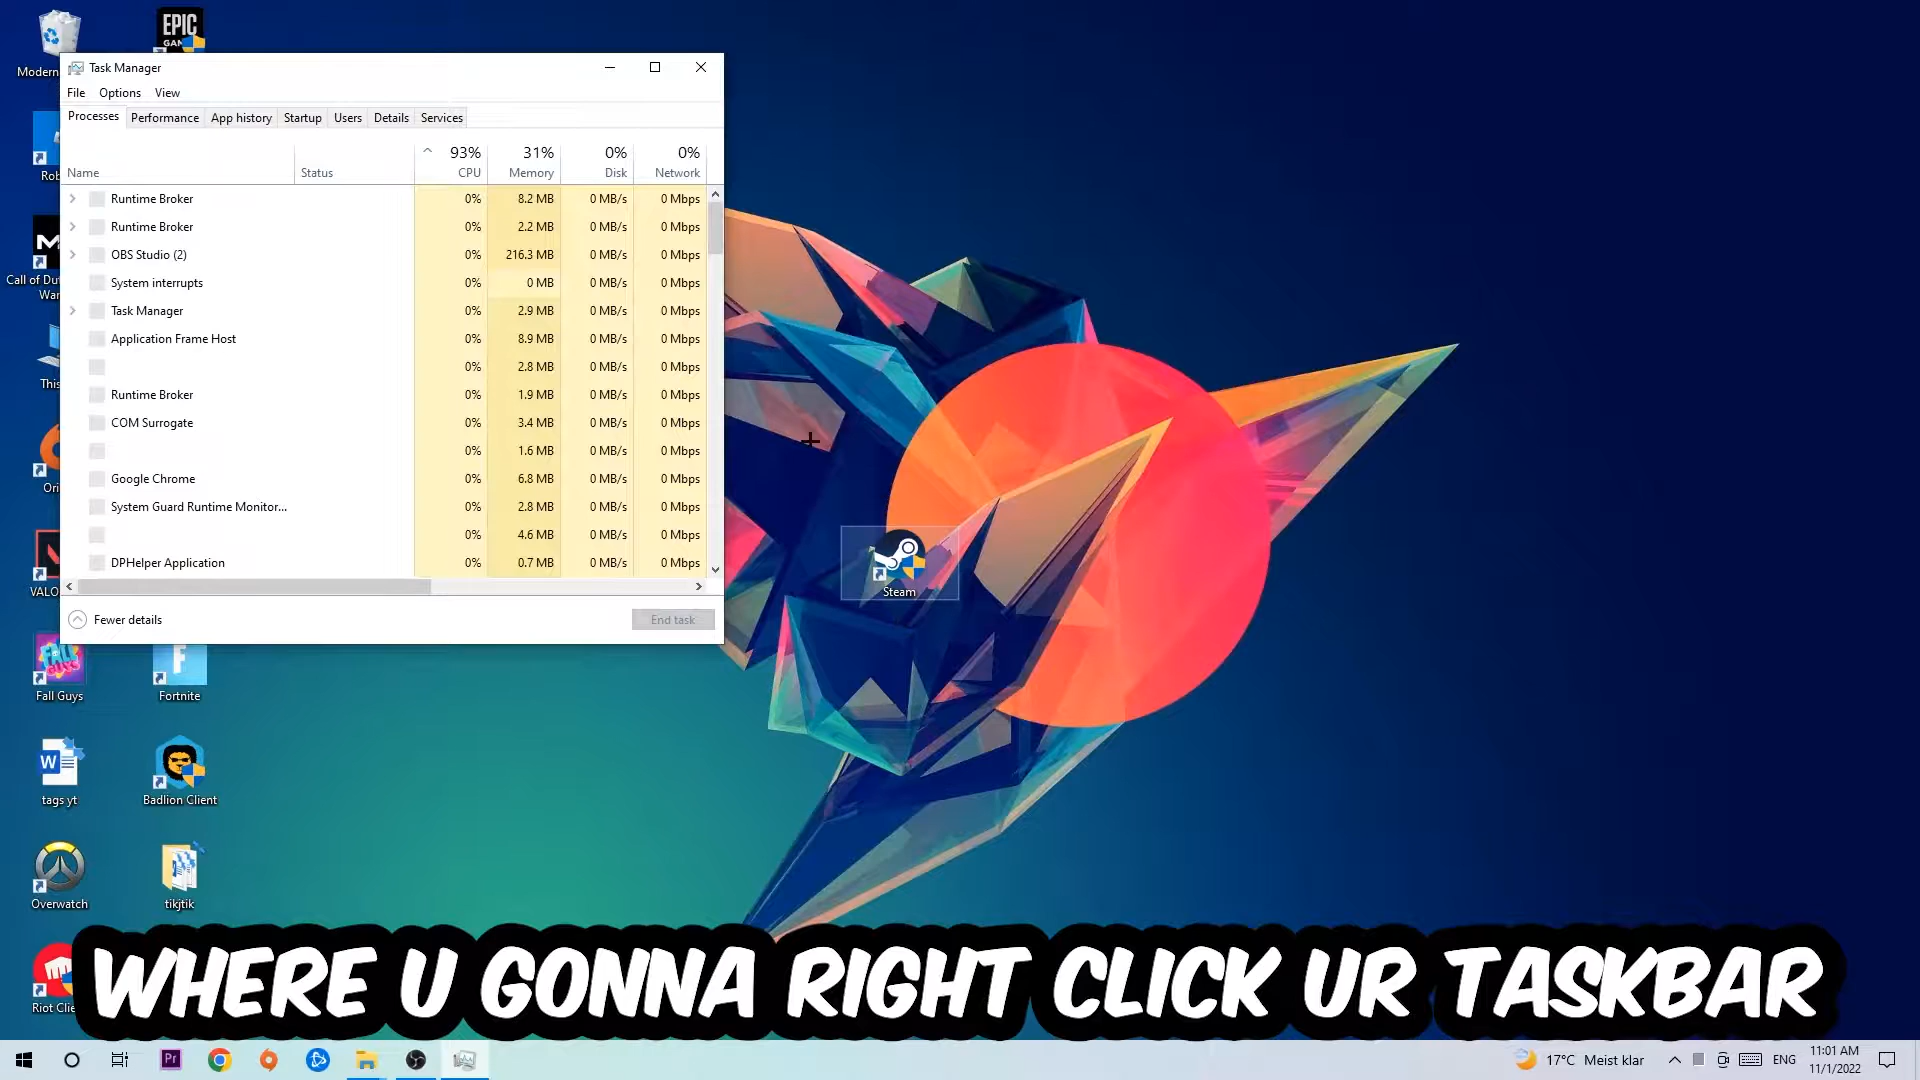 EPIC
GAM
Modern
Task Manager
File Options View
Processes Performance App history Startup Users Details Services
93% 31% 0% 0%
Name Status CPU Memory Disk Network
Runtime Broker 0% 8.2 MB 0 MB/s 0 Mbps
Runtime Broker 0% 2.2 MB 0 MB/s 0 Mbps
OBS Studio (2) 0% 216.3 MB 0 MB/s 0 Mbps
System interrupts 0% 0 MB 0 MB/s 0 Mbps
Task Manager 0% 2.9 MB 0 MB/s 0 Mbps
Application Frame Host 0% 8.9 MB 0 MB/s 0 Mbps
0% 2.8 MB 0 MB/s 0 Mbps
Runtime Broker 0% 1.9 MB 0 MB/s 0 Mbps
COM Surrogate 0% 3.4 MB 0 MB/s 0 Mbps
0% 1.6 MB 0 MB/s 0 Mbps
Google Chrome 0% 6.8 MB 0 MB/s 0 Mbps
System Guard Runtime Monitor... 0% 2.8 MB 0 MB/s 0 Mbps
0% 4.6 MB 0 MB/s 0 Mbps
DPHelper Application 0% 0.7 MB 0 MB/s 0 Mbps
Fewer details End task
Rob
Call of Du
War
This
Ori
VALO
Steam
Fall Guys
Fortnite
tags yt
Badlion Client
Overwatch
tikjtik
Riot Clie
WHERE U GONNA RIGHT CLICK UR TASKBAR
Pr
17°C Meist klar ENG 11:01 AM
11/1/2022